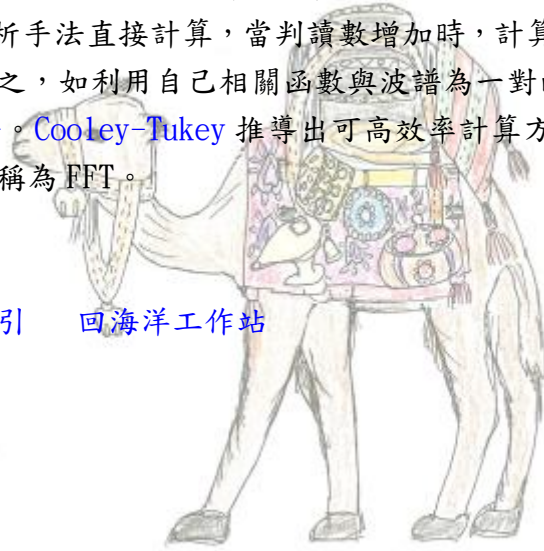 析手法直接計算，當判讀數增加時，計算
之，如利用自己相關函數與波譜為一對
。Cooley-Tukey 推導出可高效率計算方
稱為 FFT。
引 回海洋工作站